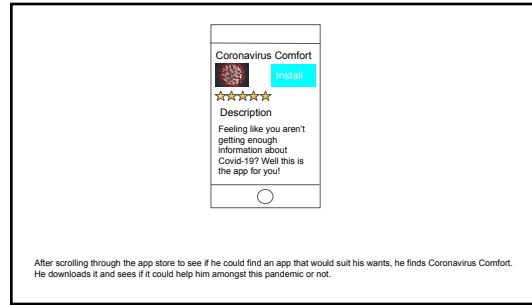 Coronavirus Comfort
Install
Description
Feeling like you aren't
getting enough
information about
Covid-19? Well this is
the app for you!
After scrolling through the app store to see if he could find an app that would suit his wants, he finds Coronavirus Comfort.
He downloads it and sees if it could help him amongst this pandemic or not.